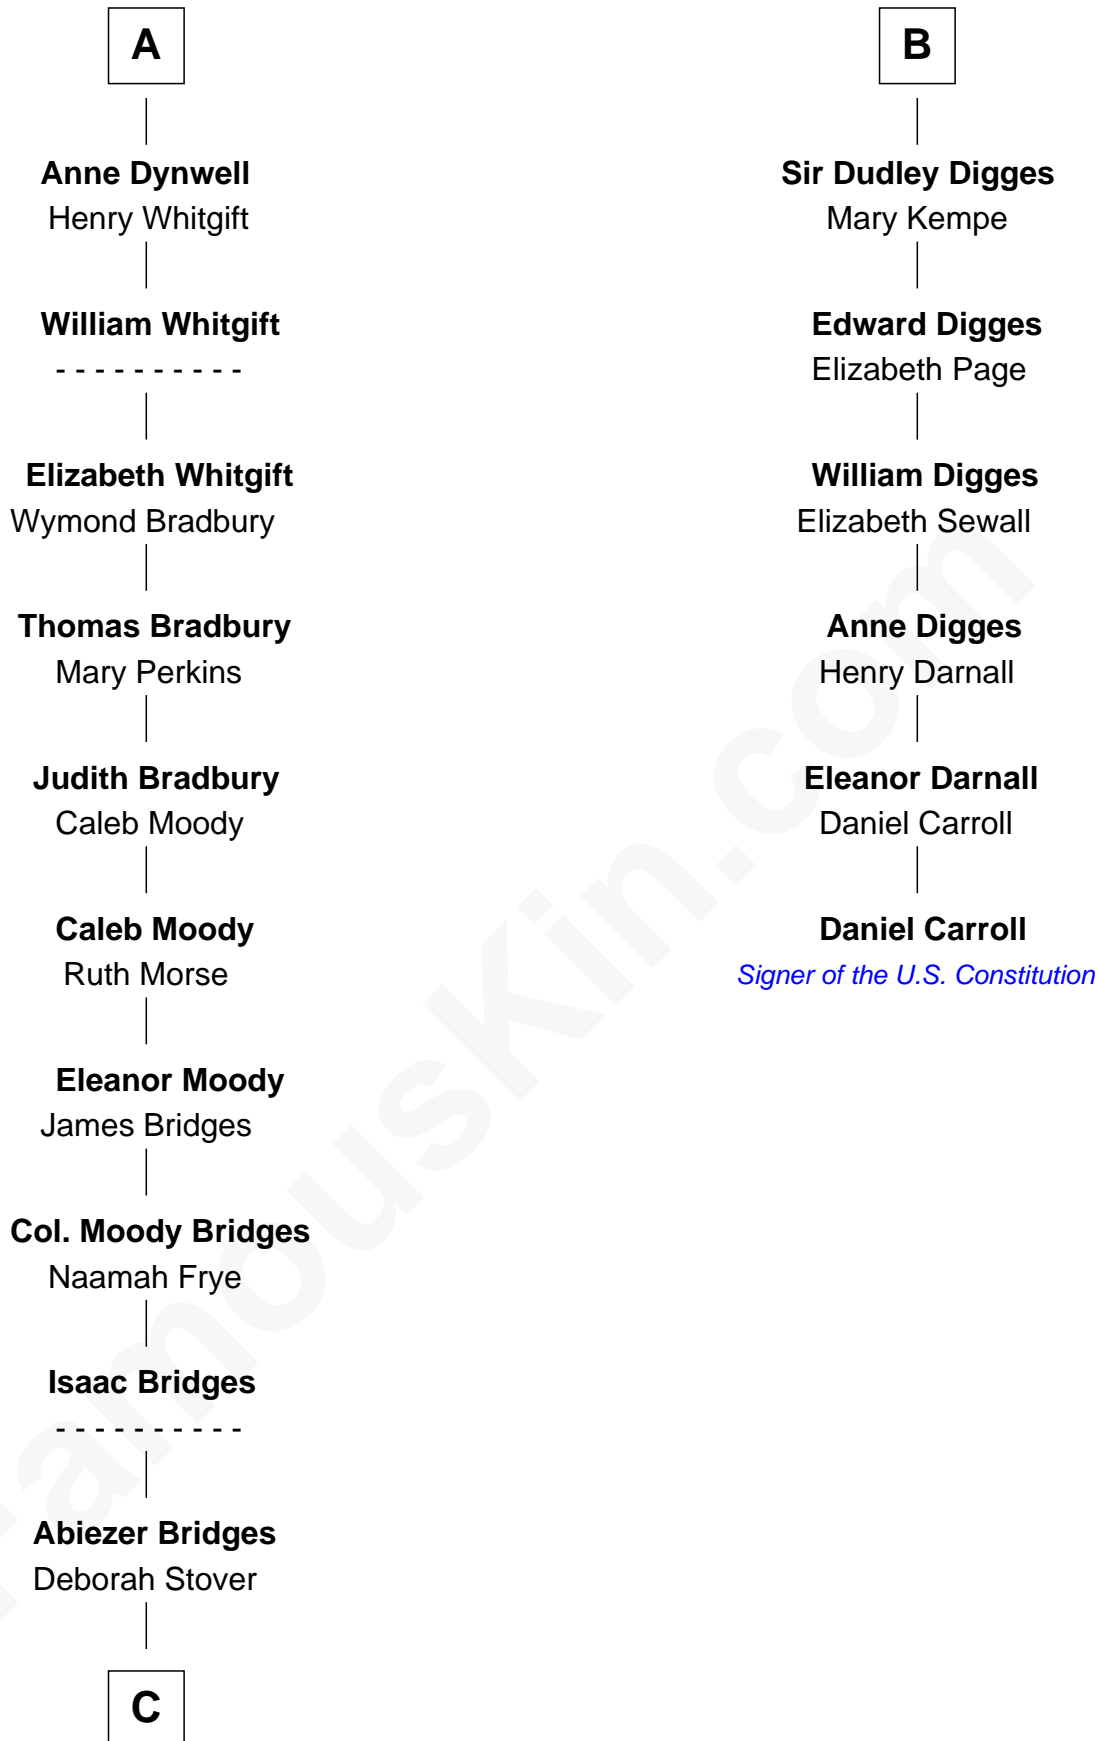 A
Anne Dynwell
Henry Whitgift
William Whitgift
- - - - - - - - - -
Elizabeth Whitgift
Wymond Bradbury
Thomas Bradbury
Mary Perkins
Judith Bradbury
Caleb Moody
Caleb Moody
Ruth Morse
Eleanor Moody
James Bridges
Col. Moody Bridges
Naamah Frye
Isaac Bridges
- - - - - - - - - -
Abiezer Bridges
Deborah Stover
C
B
Sir Dudley Digges
Mary Kempe
Edward Digges
Elizabeth Page
William Digges
Elizabeth Sewall
Anne Digges
Henry Darnall
Eleanor Darnall
Daniel Carroll
Daniel Carroll
Signer of the U.S. Constitution
FamousKin.com